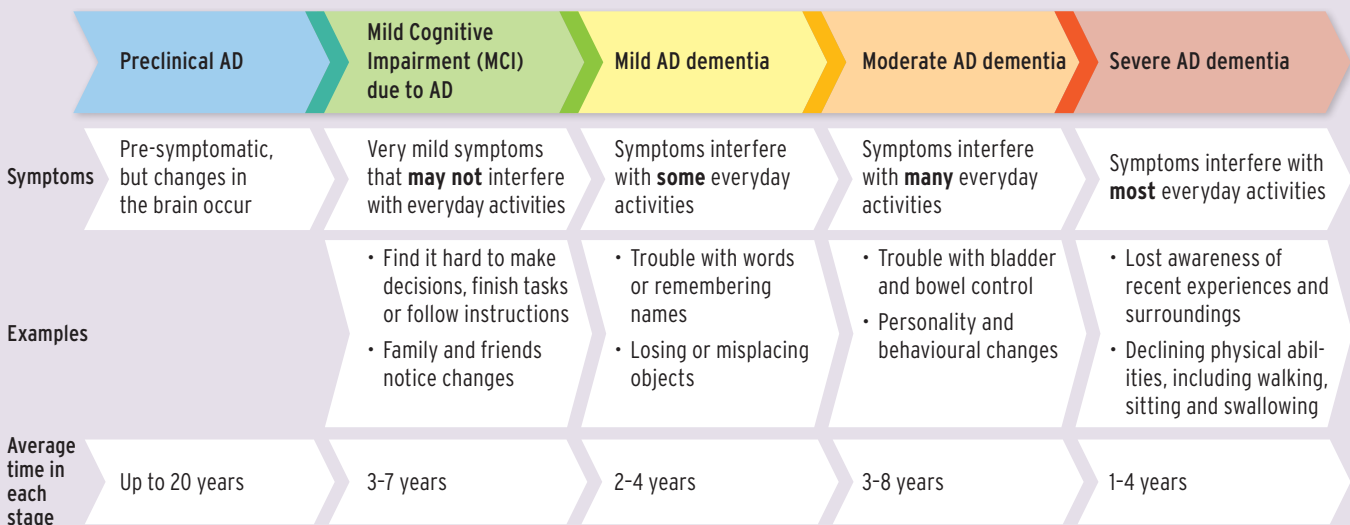 Preclinical AD
Mild Cognitive
Impairment (MCI)
due to AD
Mild AD dementia
Moderate AD dementia
Severe AD dementia
Symptoms
Pre-symptomatic,
but changes in
the brain occur
Very mild symptoms
that may not interfere
with everyday activities
Symptoms interfere
with some everyday
activities
Symptoms interfere
with many everyday
activities
Symptoms interfere with
most everyday activities
Examples
• Find it hard to make
decisions, finish tasks
or follow instructions
• Family and friends
notice changes
• Trouble with words
or remembering
names
• Losing or misplacing
objects
• Trouble with bladder
and bowel control
• Personality and
behavioural changes
• Lost awareness of
recent experiences and
surroundings
• Declining physical abil-
ities, including walking,
sitting and swallowing
Average
time in
each
stage
Up to 20 years
3–7 years
2–4 years
3–8 years
1–4 years